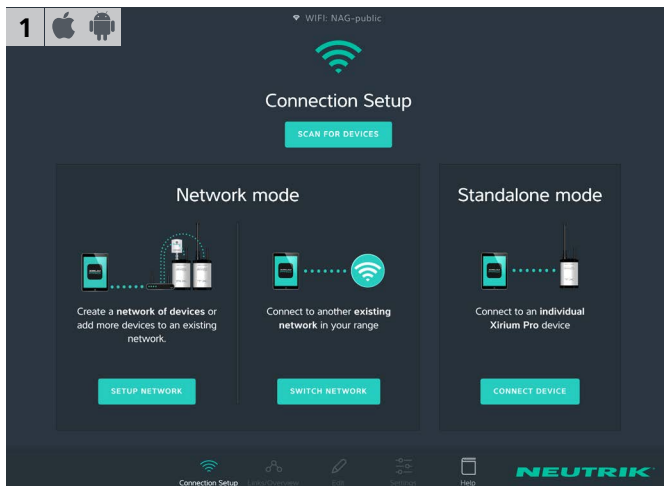 1
WIFI: NAG-public
Connection Setup
SCAN FOR DEVICES
Network mode
Create a network of devices or
add more devices to an existing
network.
SETUP NETWORK
Connect to another existing
network in your range
SWITCH NETWORK
Standalone mode
Connect to an individual
Xirium Pro device
CONNECT DEVICE
Connection Setup
Links/Overview
Edit
Settings
Help
NEUTRIK